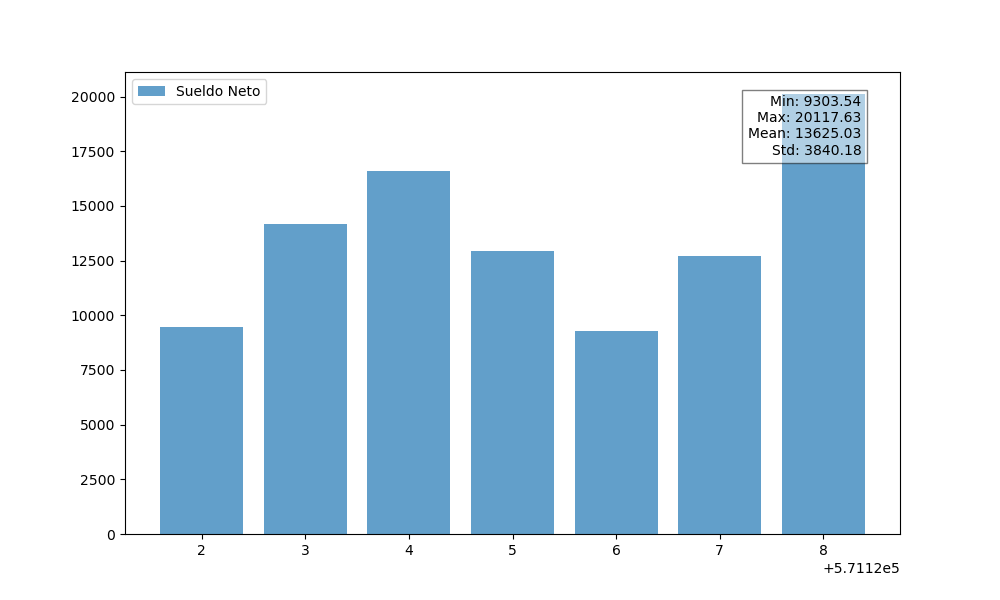 Sueldo Neto
Min: 9303.54
Max: 20117.63
Mean: 13625.03
Std: 3840.18
20000
17500
15000
12500
10000
7500
5000
2500
0
2 3 4 5 6 7 8
+5.7112e5